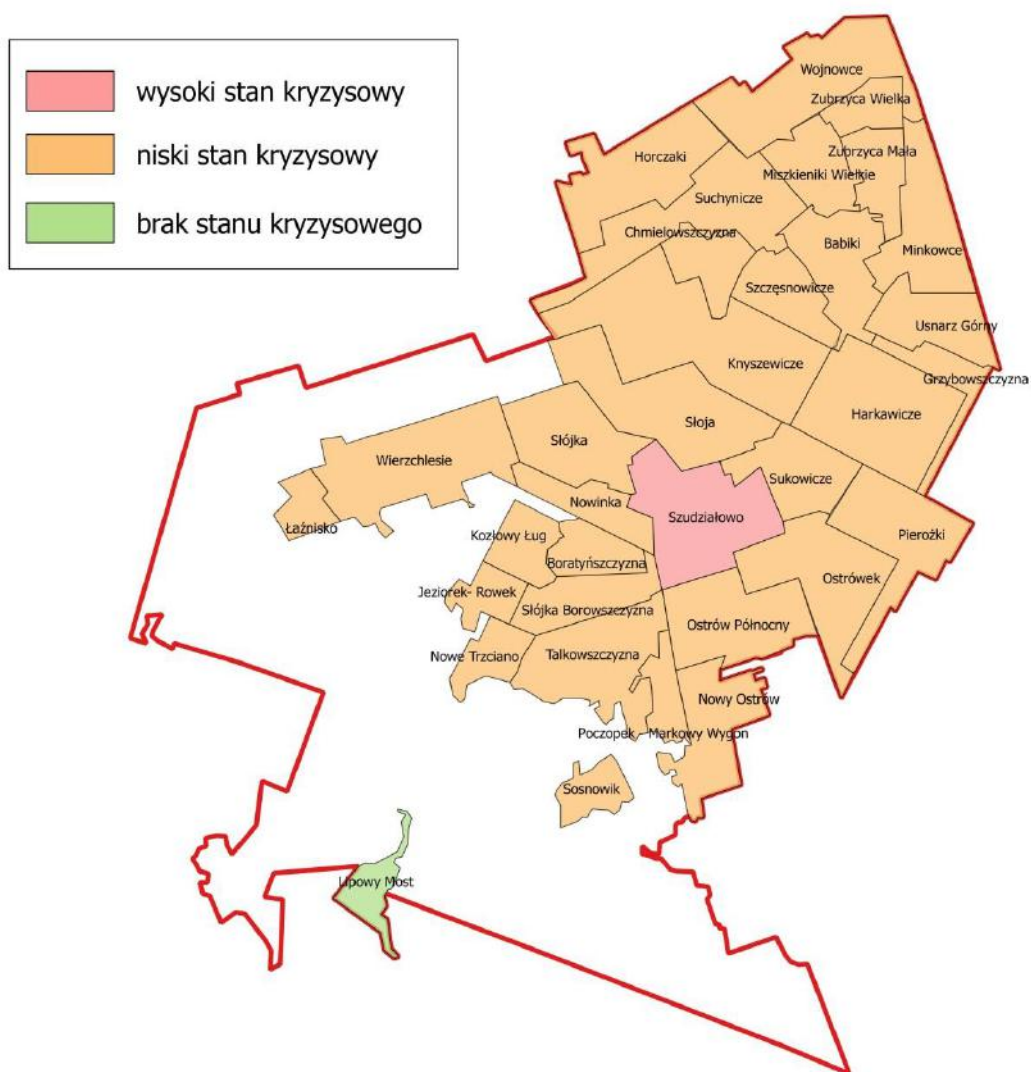 wysoki stan kryzysowy
niski stan kryzysowy
brak stanu kryzysowego
Wojnowce
Zubrzyca Wielka
Zubrzyca Mała
Horczaki
Miszkieniki Wielkie
Suchynicze
Chmielowszczyzna
Babiki
Minkowce
Szczęsnowicze
Usnarz Górny
Knyszewicze
Grzybowszczyzna
Harkawicze
Słoja
Słójka
Wierzchlesie
Sukowicze
Nowinka
Szudziałowo
Łaźnisko
Kozłowy Ług
Pierożki
Boratyńszczyzna
Ostrówek
Jeziorek- Rowek
Słójka Borowszczyzna
Ostrów Północny
Nowe Trzciano
Talkowszczyzna
Nowy Ostrów
Poczopek - Markowy Wygon
Sosnowik
Lipowy Most